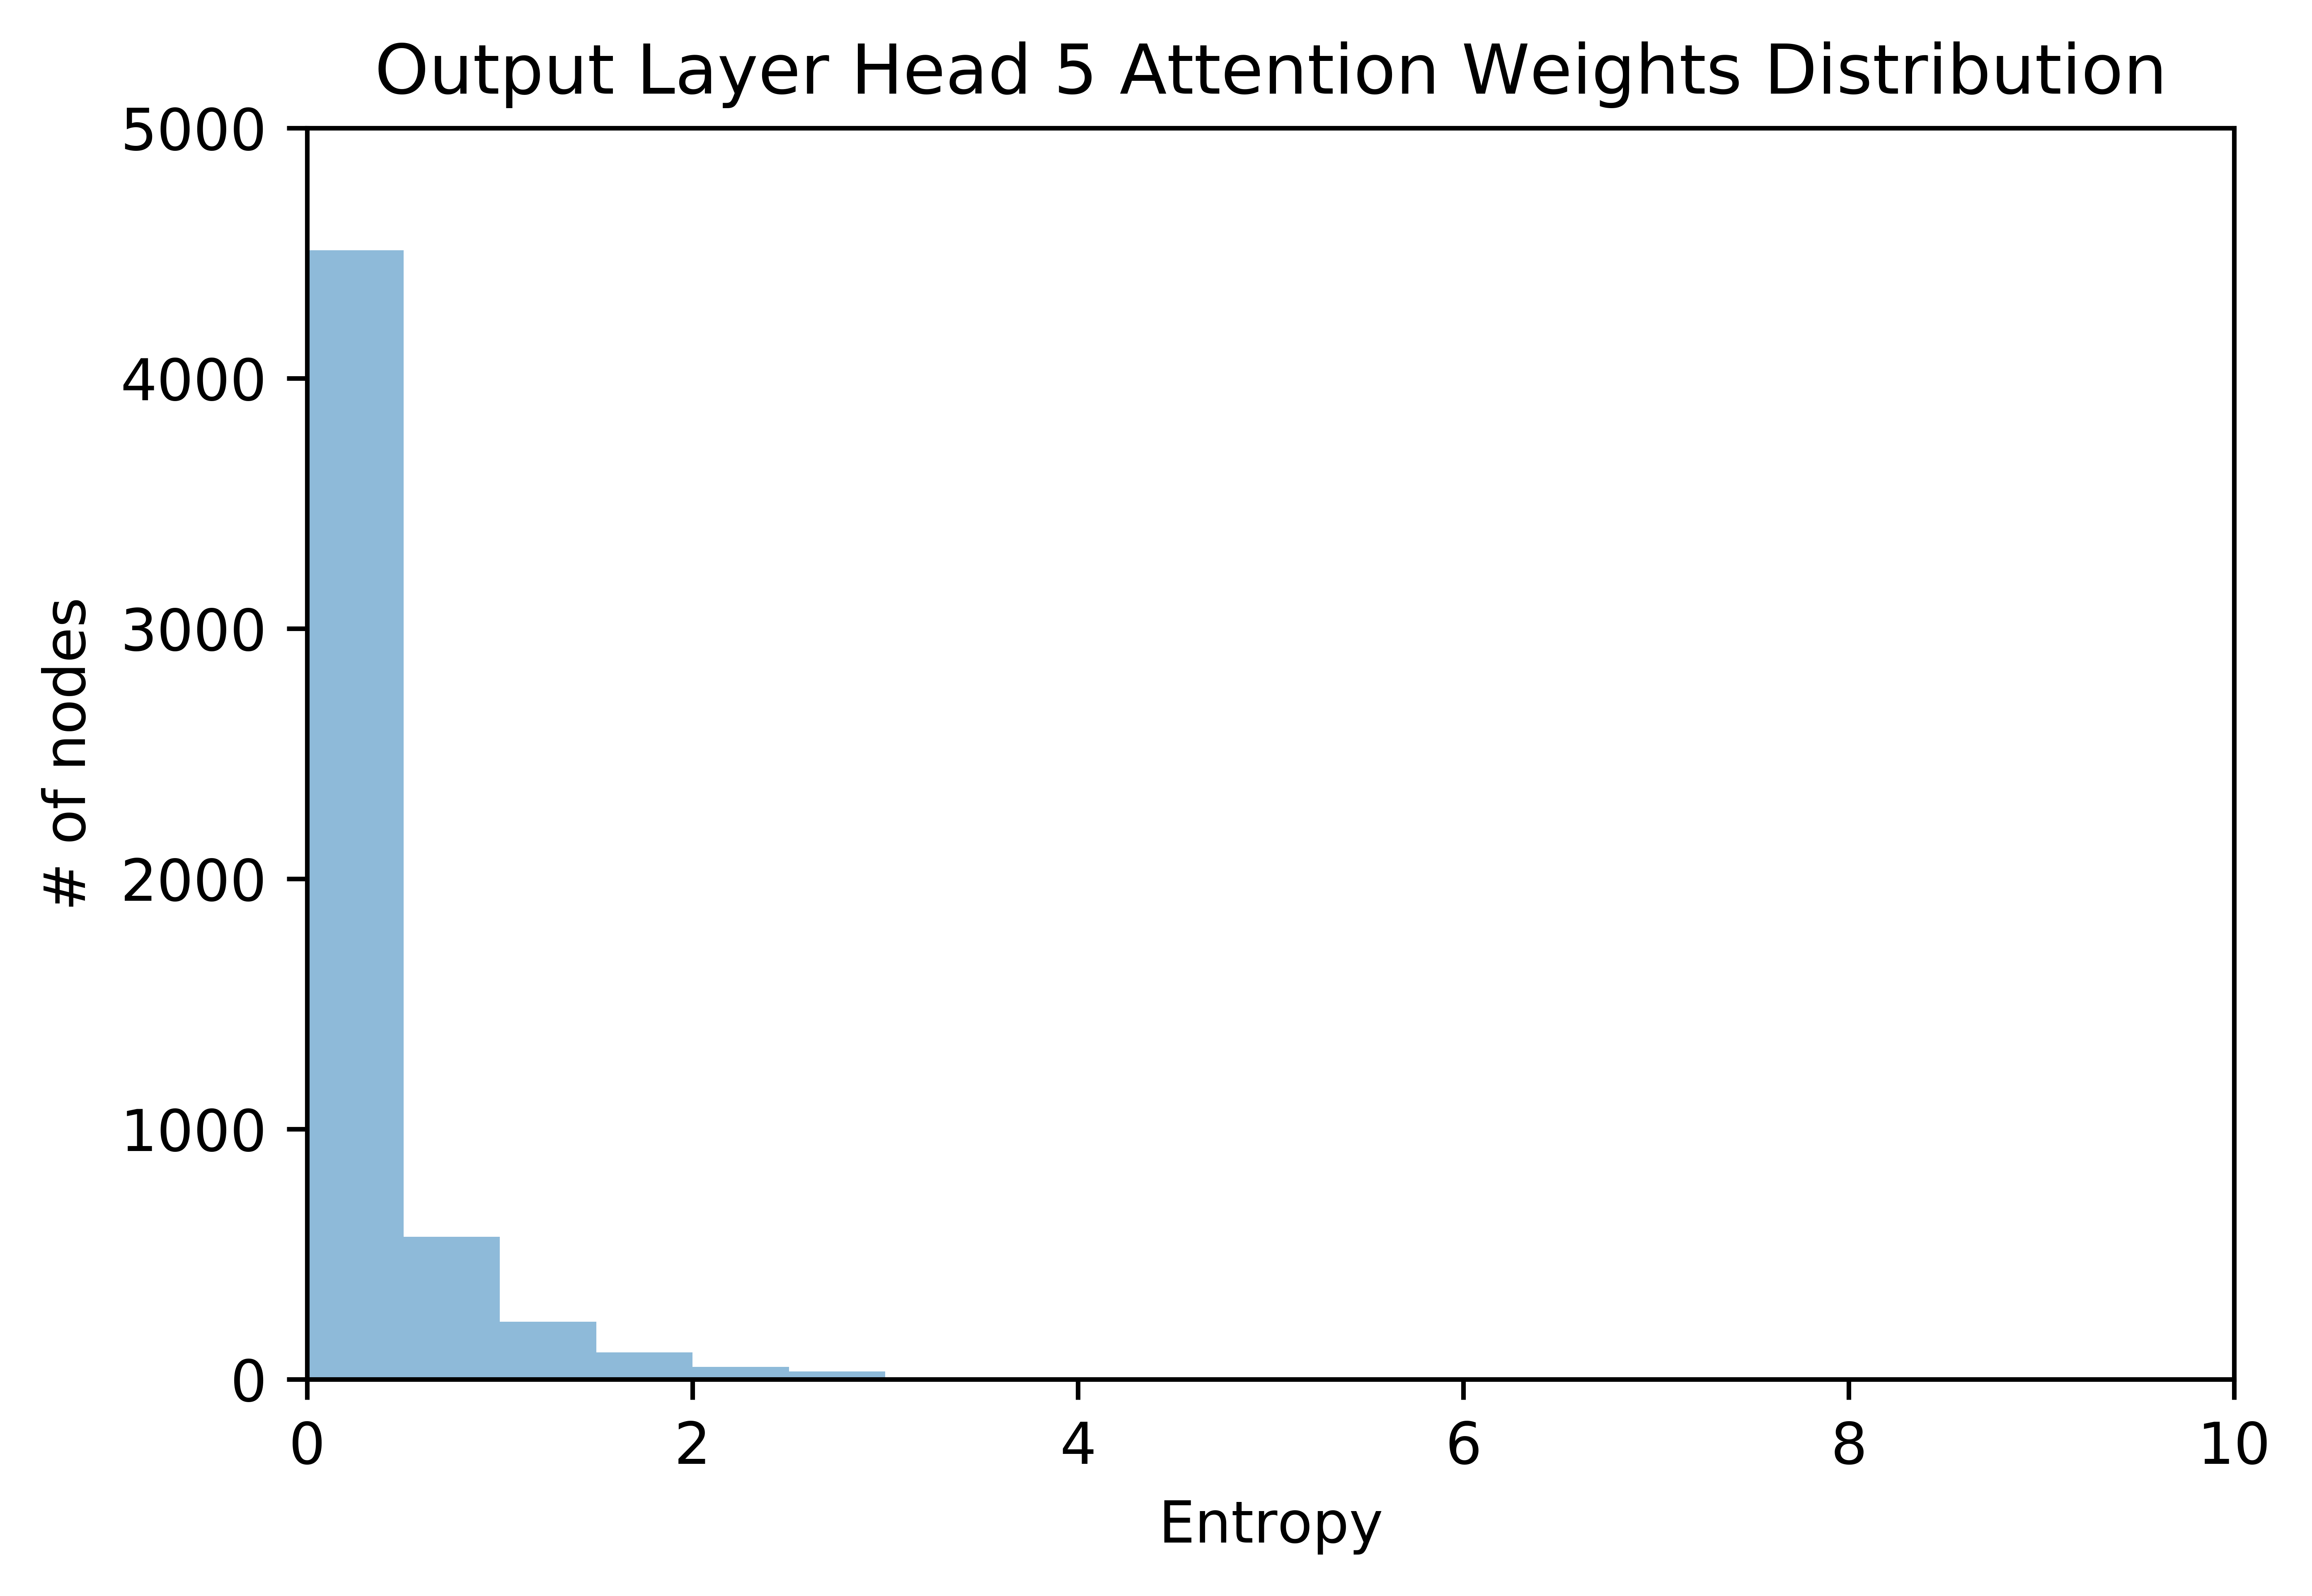 Output Layer Head 5 Attention Weights Distribution
5000
4000
3000
2000
1000
0
# of nodes
0 2 4 6 8 10
Entropy